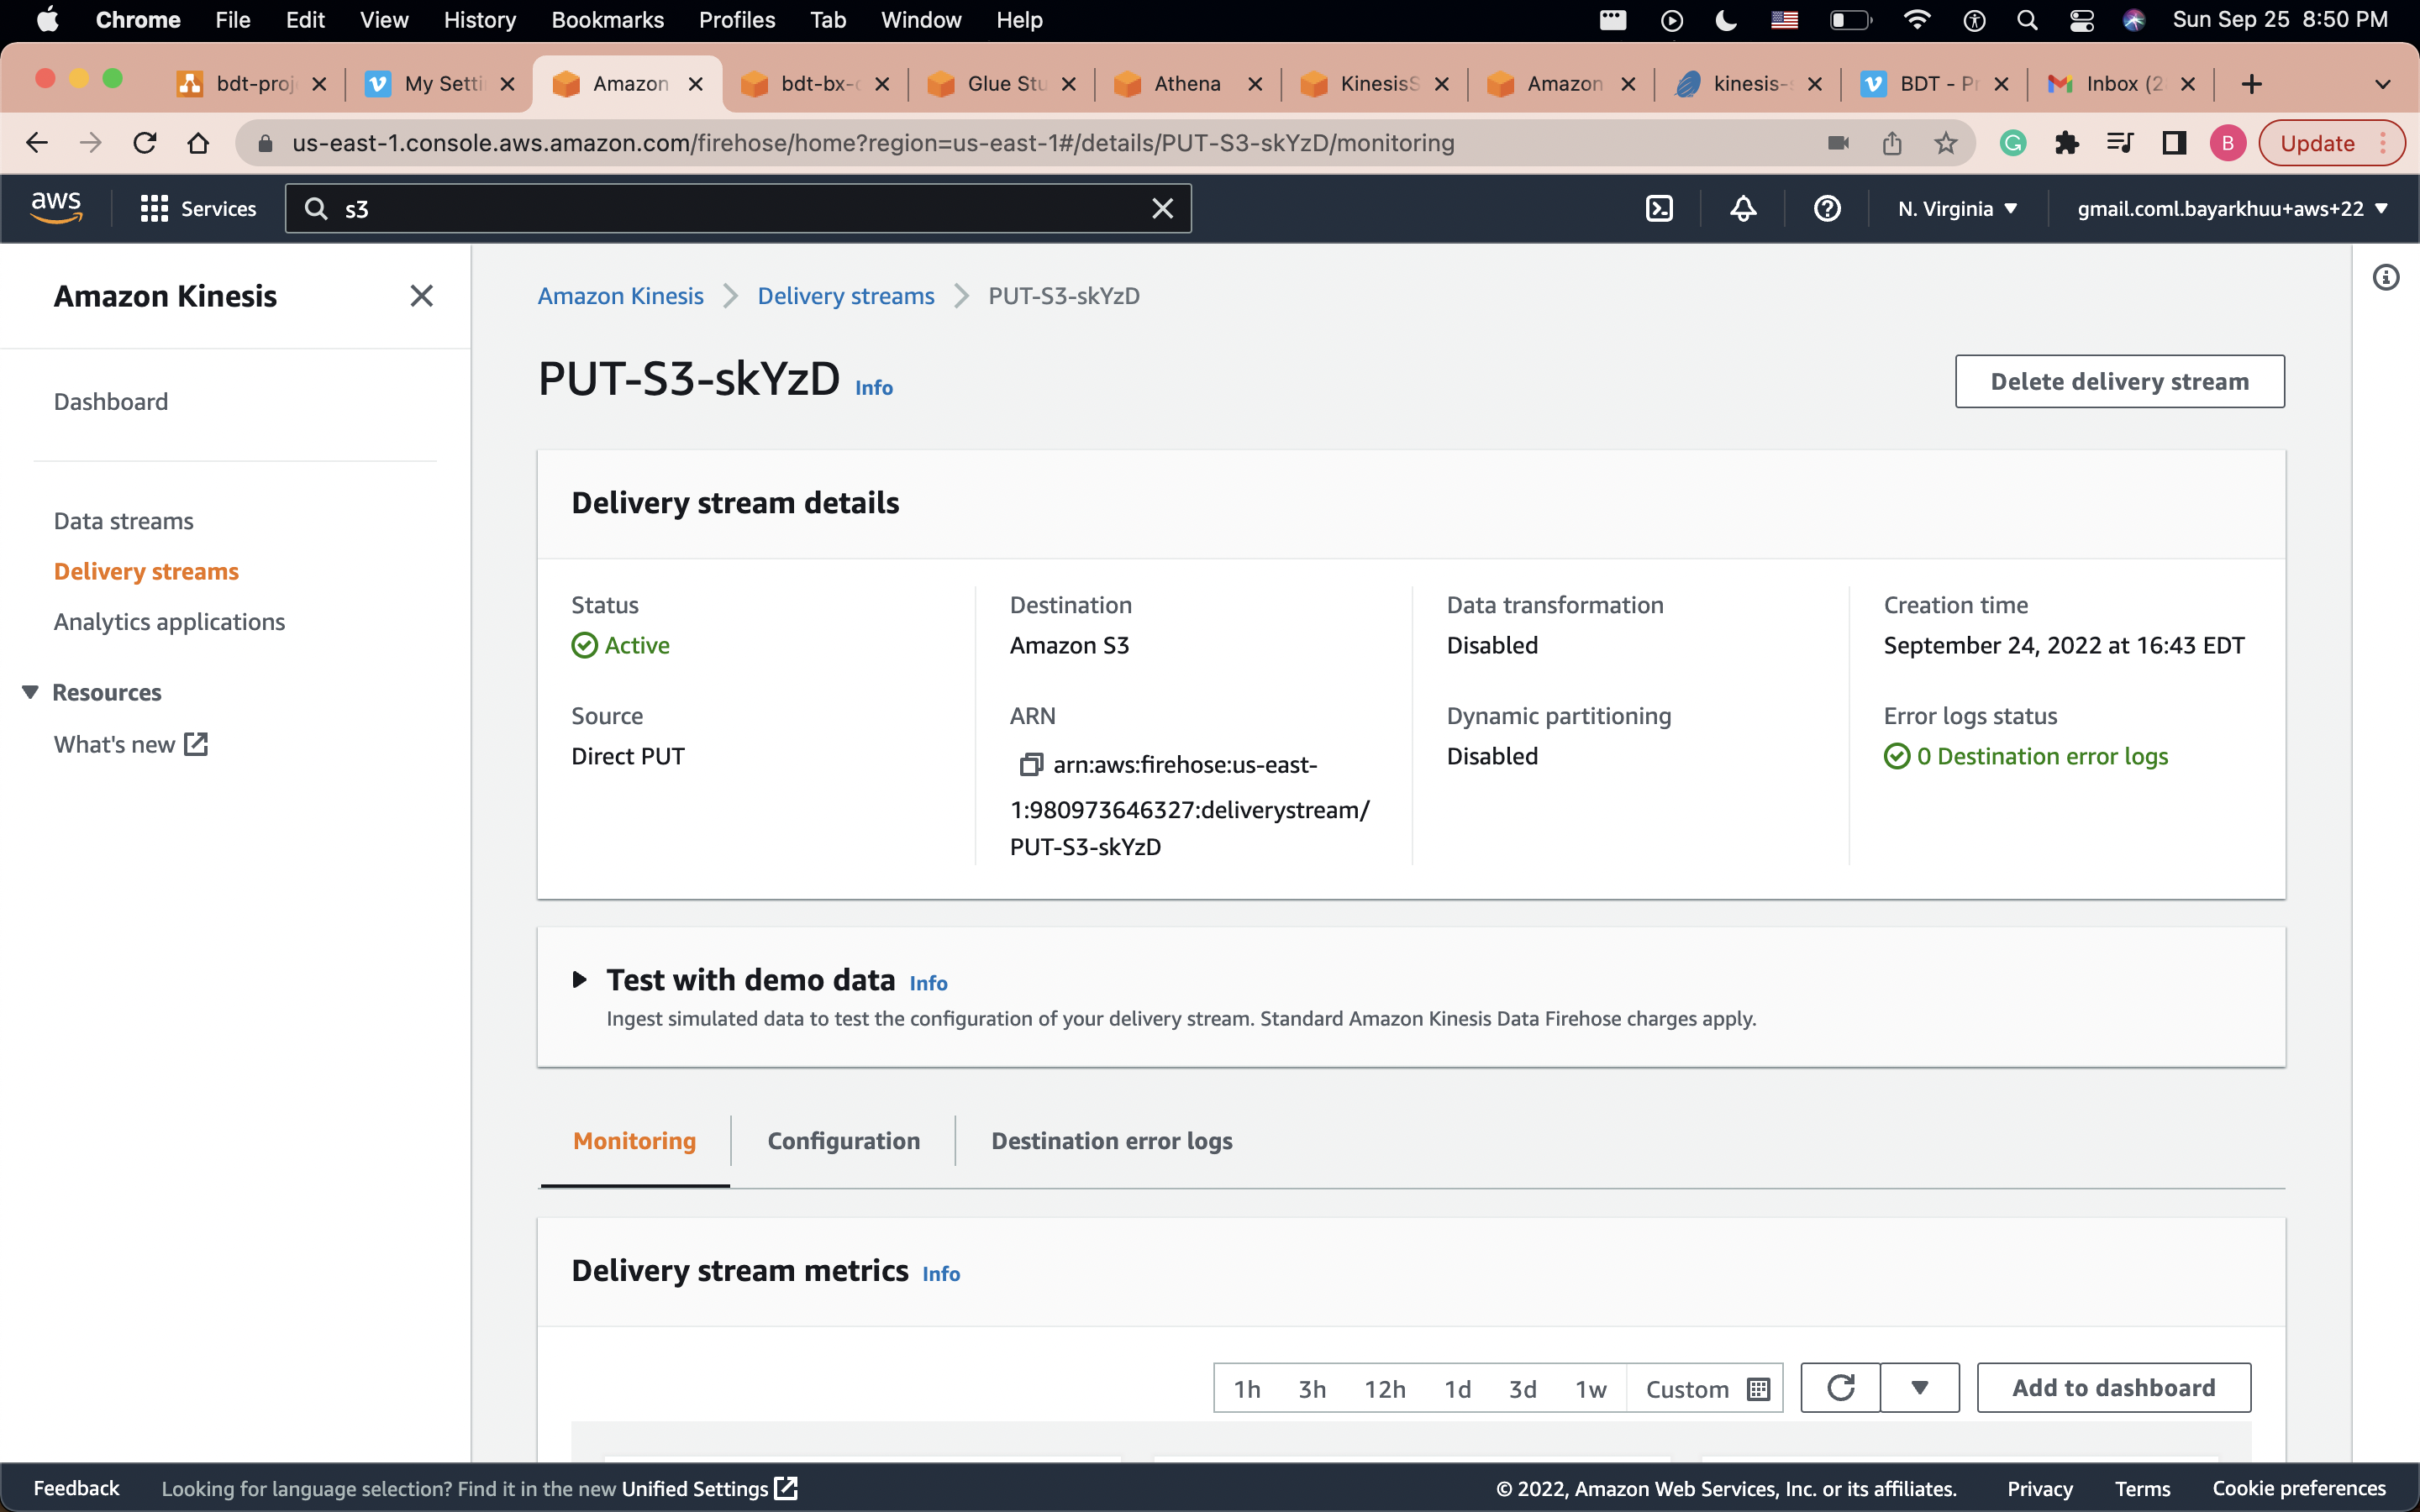 Chrome File Edit View History Bookmarks Profiles Tab Window Help Sun Sep 25 8:50 PM
bdt-proj My Setti Amazon bdt-bx- Glue Stu Athena KinesisS Amazon kinesis- BDT - Pr Inbox (2
us-east-1.console.aws.amazon.com/firehose/home?region=us-east-1#/details/PUT-S3-skYzD/monitoring B Update
aws Services s3 N. Virginia gmail.coml.bayarkhuu+aws+22
Amazon Kinesis
Dashboard
Data streams
Delivery streams
Analytics applications
Resources
What's new
Amazon Kinesis Delivery streams PUT-S3-skYzD
PUT-S3-skYzD Info
Delete delivery stream
Delivery stream details
Status
Active
Source
Direct PUT
Destination
Amazon S3
ARN
arn:aws:firehose:us-east-
1:980973646327:deliverystream/
PUT-S3-skYzD
Data transformation
Disabled
Dynamic partitioning
Disabled
Creation time
September 24, 2022 at 16:43 EDT
Error logs status
0 Destination error logs
Test with demo data Info
Ingest simulated data to test the configuration of your delivery stream. Standard Amazon Kinesis Data Firehose charges apply.
Monitoring Configuration Destination error logs
Delivery stream metrics Info
1h 3h 12h 1d 3d 1w Custom Add to dashboard
Feedback Looking for language selection? Find it in the new Unified Settings © 2022, Amazon Web Services, Inc. or its affiliates. Privacy Terms Cookie preferences